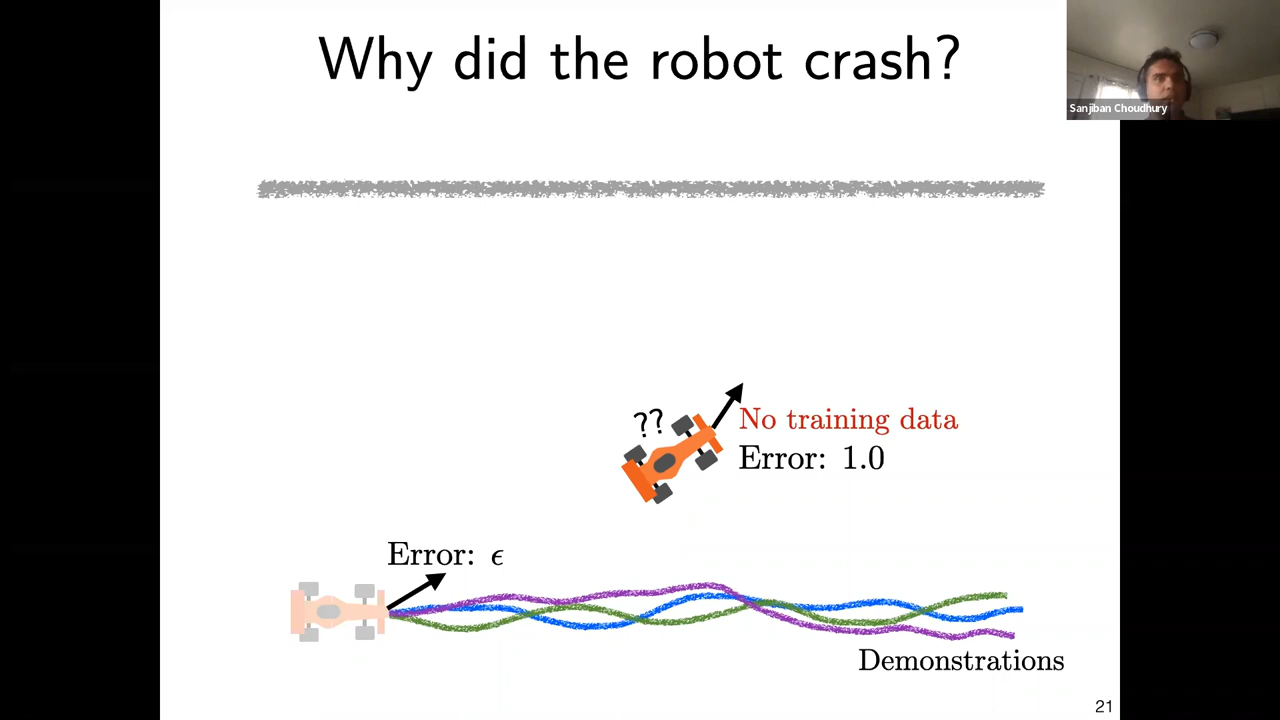 Why did the robot crash?
Sanjiban Choudhury
??
No training data
Error: 1.0
Error: ϵ
Demonstrations
21